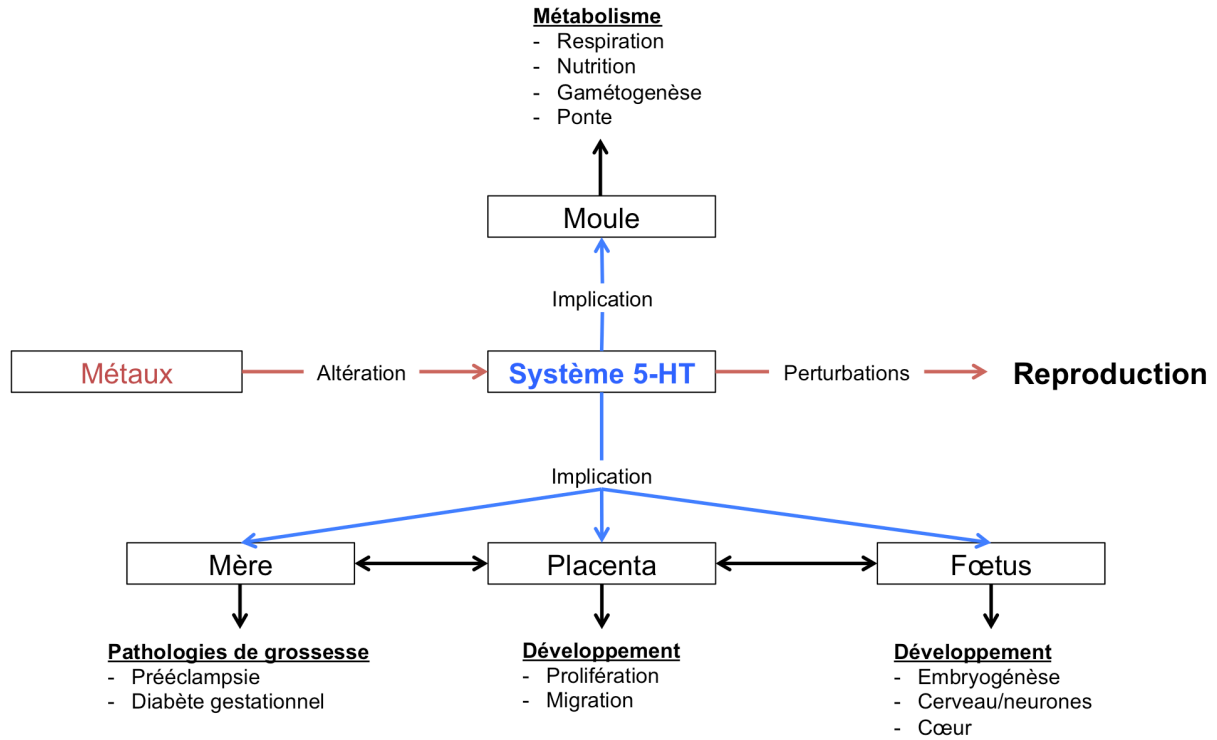 Métabolisme
- Respiration
- Nutrition
- Gamétogenèse
- Ponte
Moule
Implication
Métaux
Altération
Système 5-HT
Perturbations
Reproduction
Implication
Mère
Placenta
Fœtus
Pathologies de grossesse
- Prééclampsie
- Diabète gestationnel
Développement
- Prolifération
- Migration
Développement
- Embryogénèse
- Cerveau/neurones
- Cœur